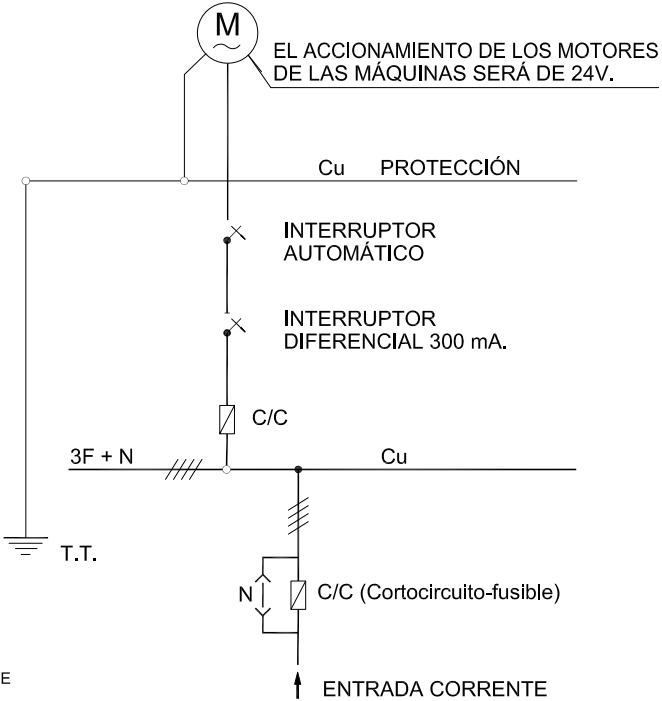 M
EL ACCIONAMIENTO DE LOS MOTORES
DE LAS MÁQUINAS SERÁ DE 24V.
Cu PROTECCIÓN
INTERRUPTOR
AUTOMÁTICO
INTERRUPTOR
DIFERENCIAL 300 mA.
C/C
3F + N Cu
T.T.
N C/C (Cortocircuito-fusible)
E
ENTRADA CORRENTE